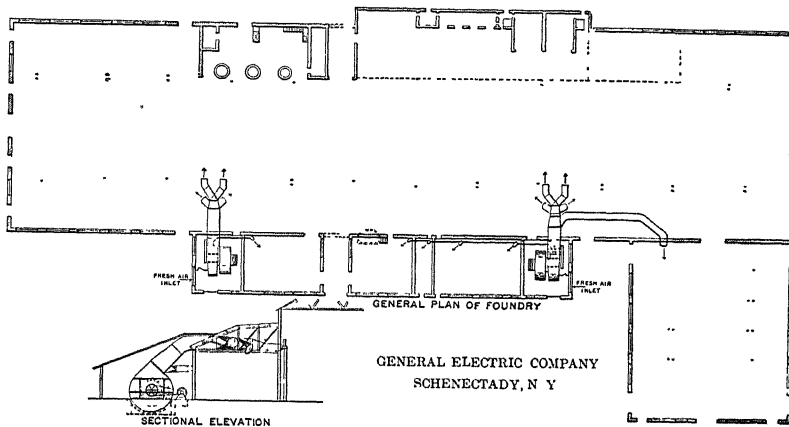 FRESH AIR
INLET
FRESH AIR
INLET
GENERAL PLAN OF FOUNDRY
GENERAL ELECTRIC COMPANY
SCHENECTADY, N Y
SECTIONAL ELEVATION